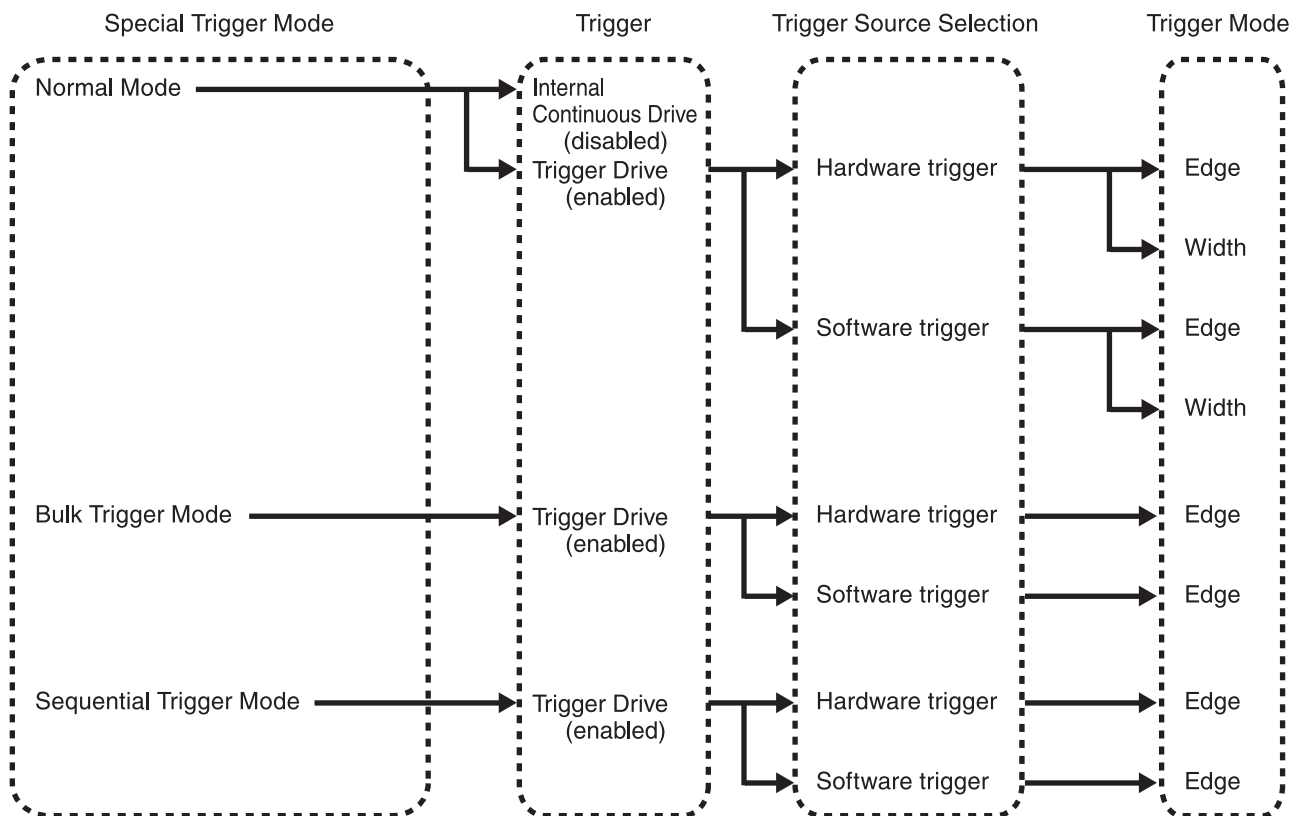 Special Trigger Mode
Trigger
Trigger Source Selection
Trigger Mode
Normal Mode
Internal
Continuous Drive
(disabled)
Trigger Drive
(enabled)
Hardware trigger
Edge
Width
Software trigger
Edge
Width
Bulk Trigger Mode
Trigger Drive
(enabled)
Hardware trigger
Edge
Software trigger
Edge
Sequential Trigger Mode
Trigger Drive
(enabled)
Hardware trigger
Edge
Software trigger
Edge